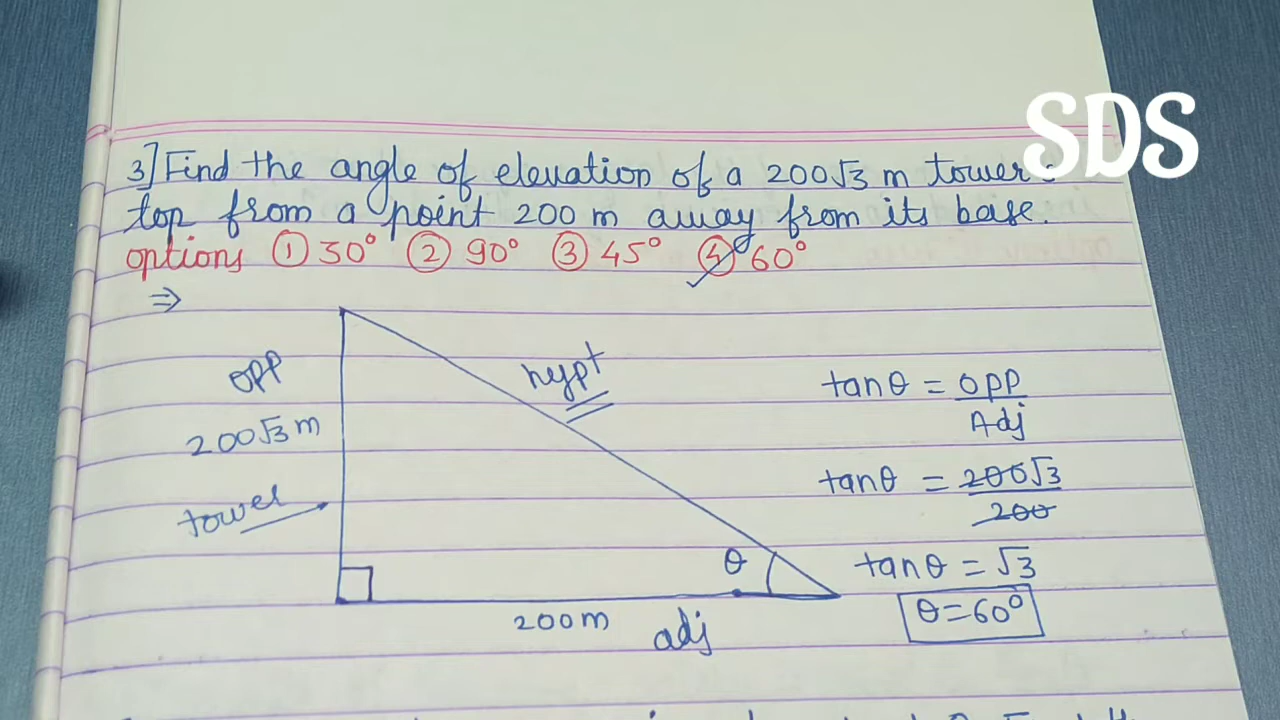 SDS
3] Find the angle of elevation of a 200√3 m tower
top from a point 200 m away from its base.
options ① 30° ② 90° ③ 45° ④ 60°
⇒
opp
hypt
200√3 m
tower
θ
200m
adj
tanθ = opp
Adj
tanθ = 200√3
200
tanθ = √3
θ=60°